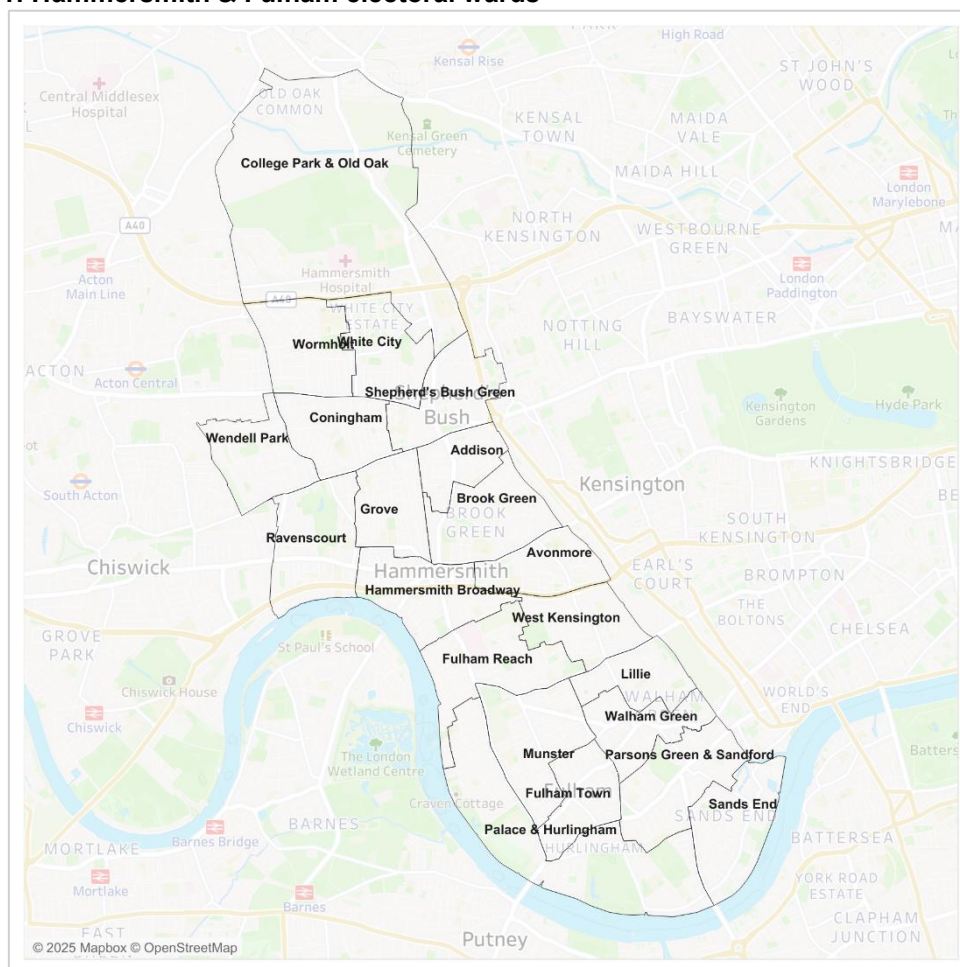 Hammersmith & Fulham electoral wards
High Road
Kensal Rise
ST JOHN'S
WOOD
Central Middlesex
Hospital
OLD OAK
COMMON
KENSAL
TOWN
MAIDA
VALE
Kensal Green
Cemetery
College Park & Old Oak
MAIDA HILL
London
Marylebone
A40
NORTH
KENSINGTON
WESTBOURNE
GREEN
Acton
Main Line
Hammersmith
Hospital
London
Paddington
A40
WHITE CITY
ESTATE
BAYSWATER
NOTTING
HILL
Wormholt
White City
ACTON
Acton Central
Shepherd's Bush Green
Shepherd's
Bush
Kensington
Gardens
Hyde Park
Coningham
Wendell Park
Addison
KNIGHTSBRIDGE
South Acton
Kensington
Brook Green
BROOK
GREEN
Grove
SOUTH
KENSINGTON
Ravenscourt
Avonmore
Chiswick
Hammersmith
EARL'S
COURT
BROMPTON
Hammersmith Broadway
THE
BOLTONS
West Kensington
CHELSEA
GROVE
PARK
St Paul's School
Fulham Reach
Lillie
Chiswick House
WALHAM
WORLD'S
END
Walham Green
Chiswick
The London
Wetland Centre
Munster
Parsons Green & Sandford
Batters
Fulham Town
Fulham
Craven Cottage
Sands End
SANDS END
BARNES
Palace & Hurlingham
HURLINGHAM
BATTERSEA
Barnes Bridge
MORTLAKE
Mortlake
Barnes
YORK ROAD
ESTATE
CLAPHAM
JUNCTION
EAST
Putney
© 2025 Mapbox © OpenStreetMap